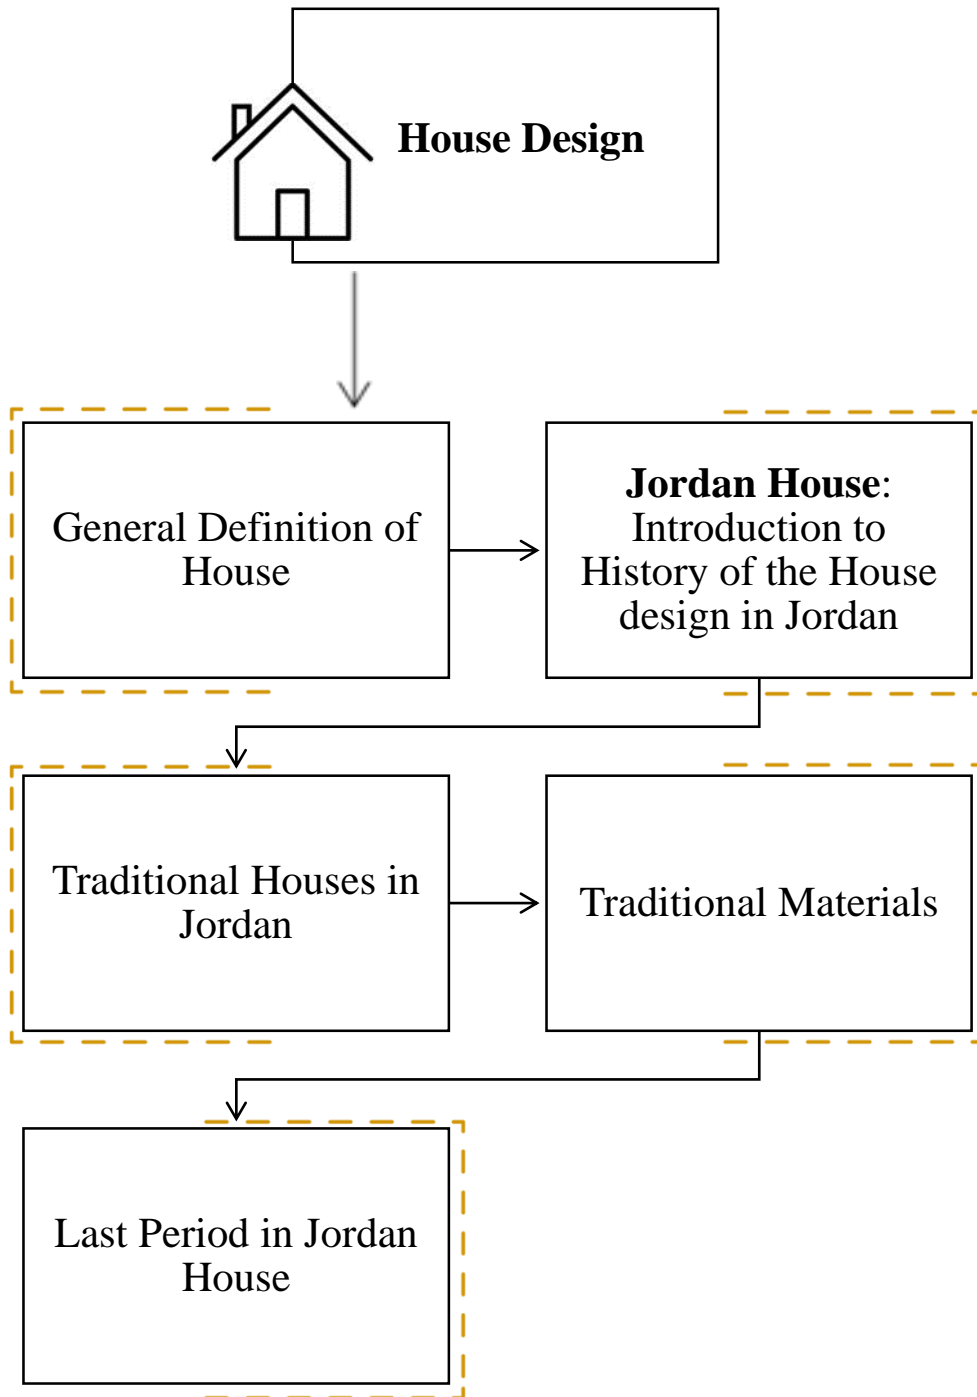 House Design
General Definition of
House
Jordan House:
Introduction to
History of the House
design in Jordan
Traditional Houses in
Jordan
Traditional Materials
Last Period in Jordan
House